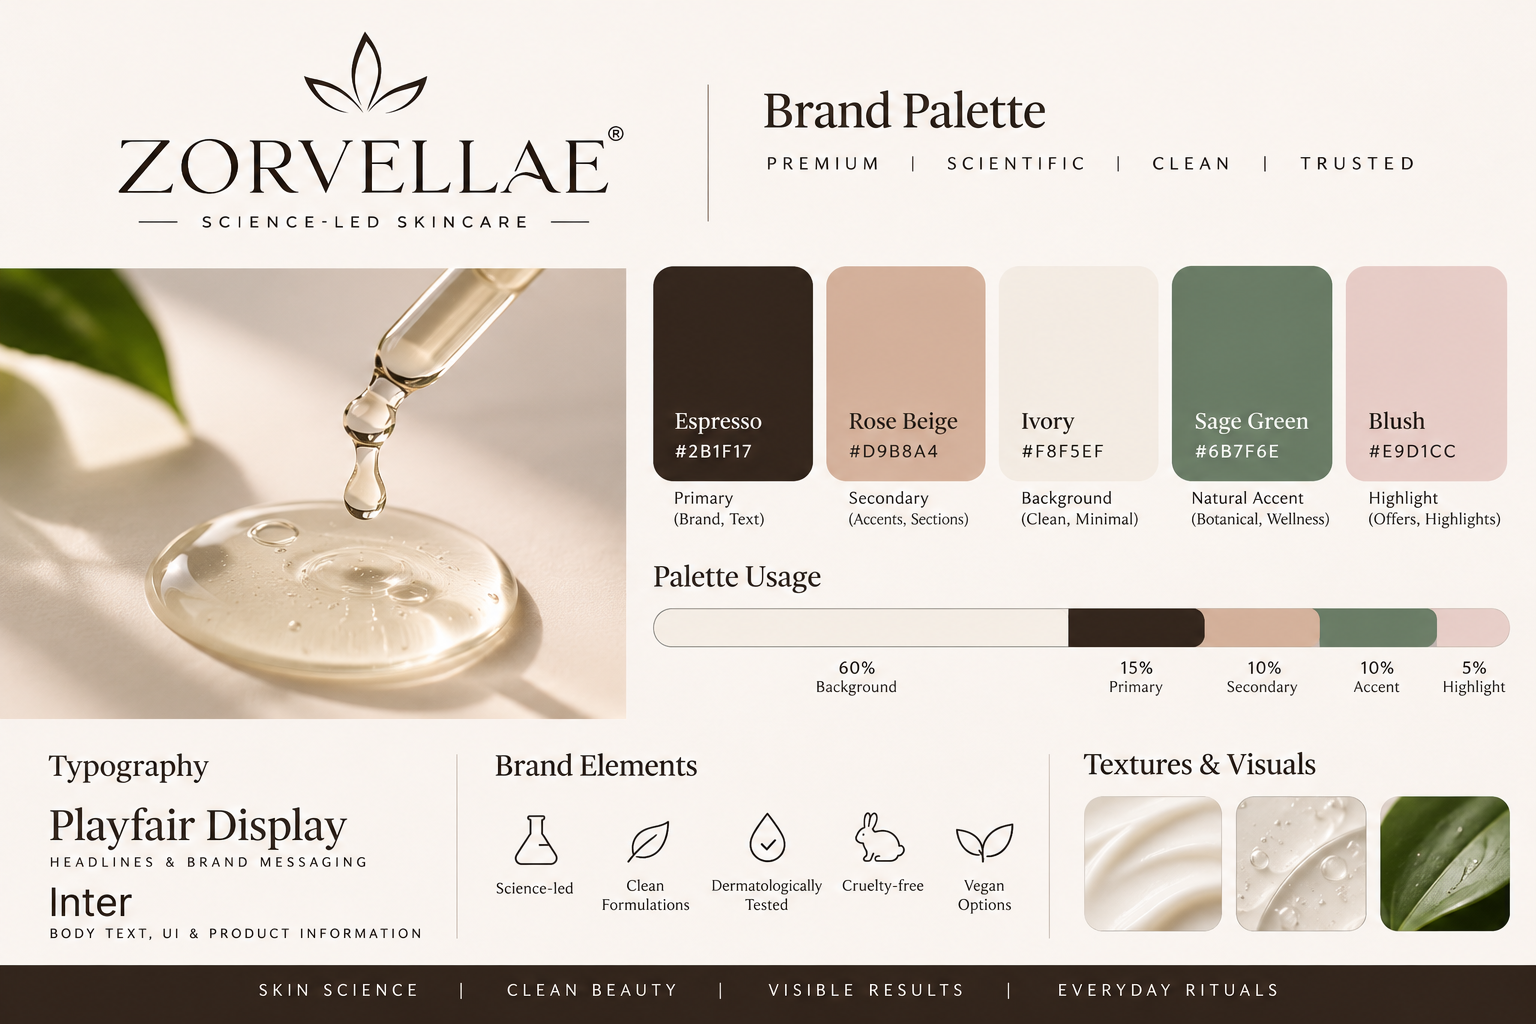 ZORVELLAE®
SCIENCE-LED SKINCARE
Brand Palette
PREMIUM | SCIENTIFIC | CLEAN | TRUSTED
Espresso
#2B1F17
Primary
(Brand, Text)
Rose Beige
#D9B8A4
Secondary
(Accents, Sections)
Ivory
#F8F5EF
Background
(Clean, Minimal)
Sage Green
#6B7F6E
Natural Accent
(Botanical, Wellness)
Blush
#E9D1CC
Highlight
(Offers, Highlights)
Palette Usage
60%
Background
15%
Primary
10%
Secondary
10%
Accent
5%
Highlight
Typography
Playfair Display
HEADLINES & BRAND MESSAGING
Inter
BODY TEXT, UI & PRODUCT INFORMATION
Brand Elements
Science-led
Clean
Formulations
Dermatologically
Tested
Cruelty-free
Vegan
Options
Textures & Visuals
SKIN SCIENCE | CLEAN BEAUTY | VISIBLE RESULTS | EVERYDAY RITUALS